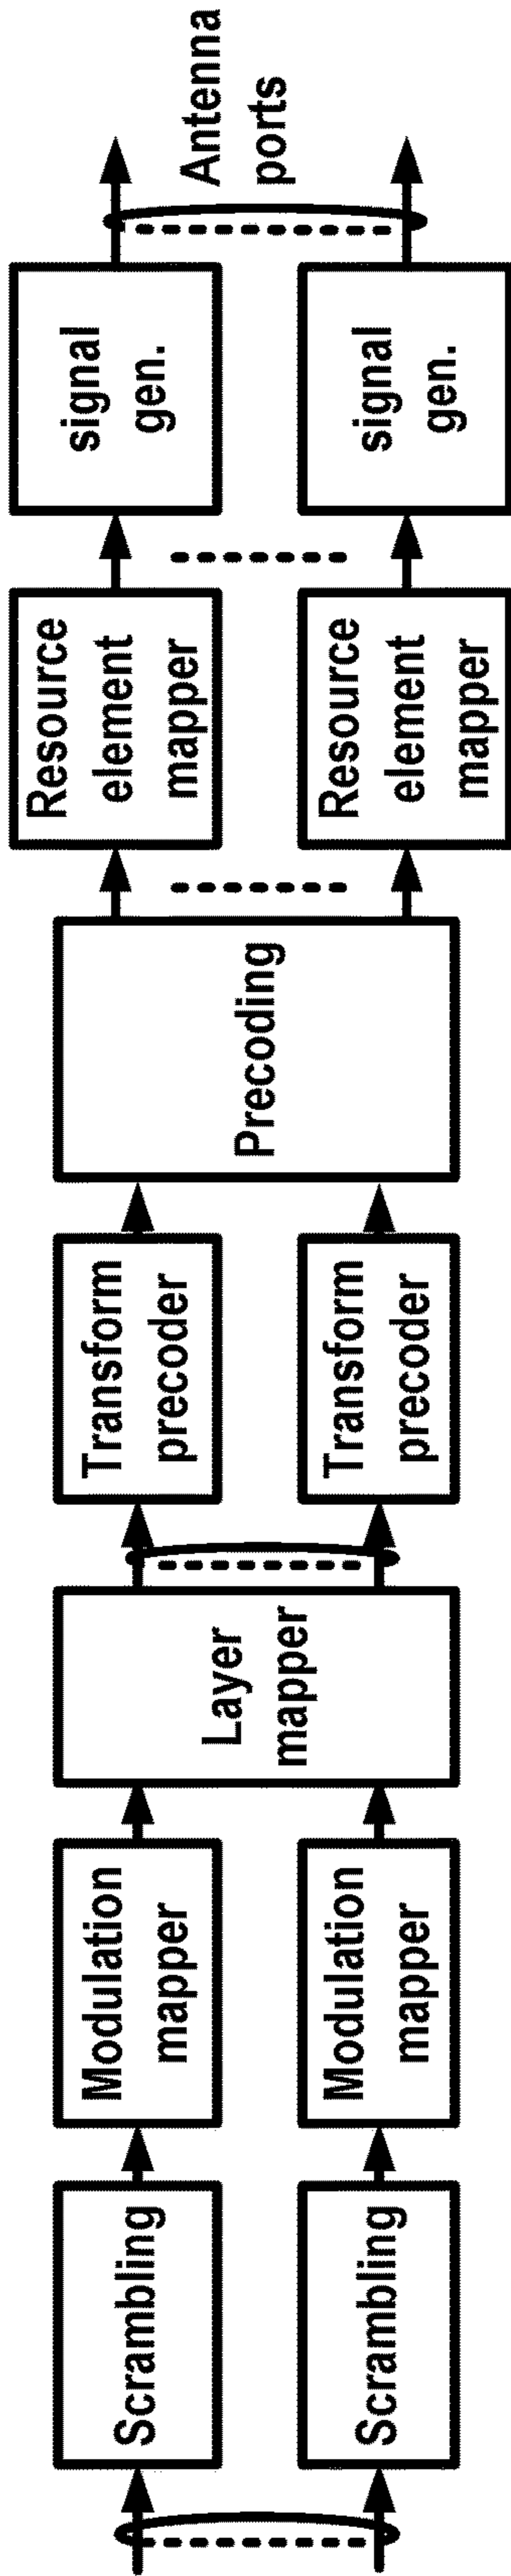 Scrambling
Modulation
mapper
Layer
mapper
Transform
precoder
Precoding
Resource
element
mapper
signal
gen.
Antenna
ports
Scrambling
Modulation
mapper
Transform
precoder
Resource
element
mapper
signal
gen.